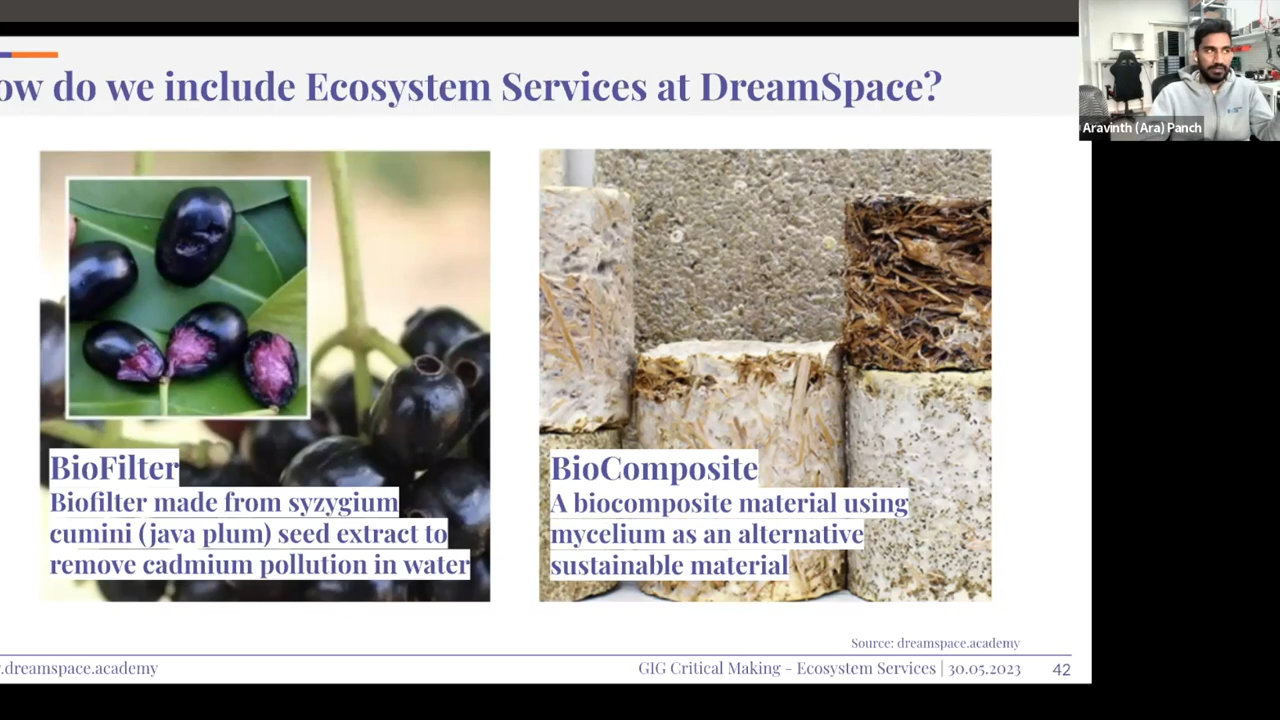 ow do we include Ecosystem Services at DreamSpace?
Aravinth (Ara) Panch
BioFilter
Biofilter made from syzygium
cumini (java plum) seed extract to
remove cadmium pollution in water
BioComposite
A biocomposite material using
mycelium as an alternative
sustainable material
Source: dreamspace.academy
.dreamspace.academy
GIG Critical Making - Ecosystem Services | 30.05.2023 42